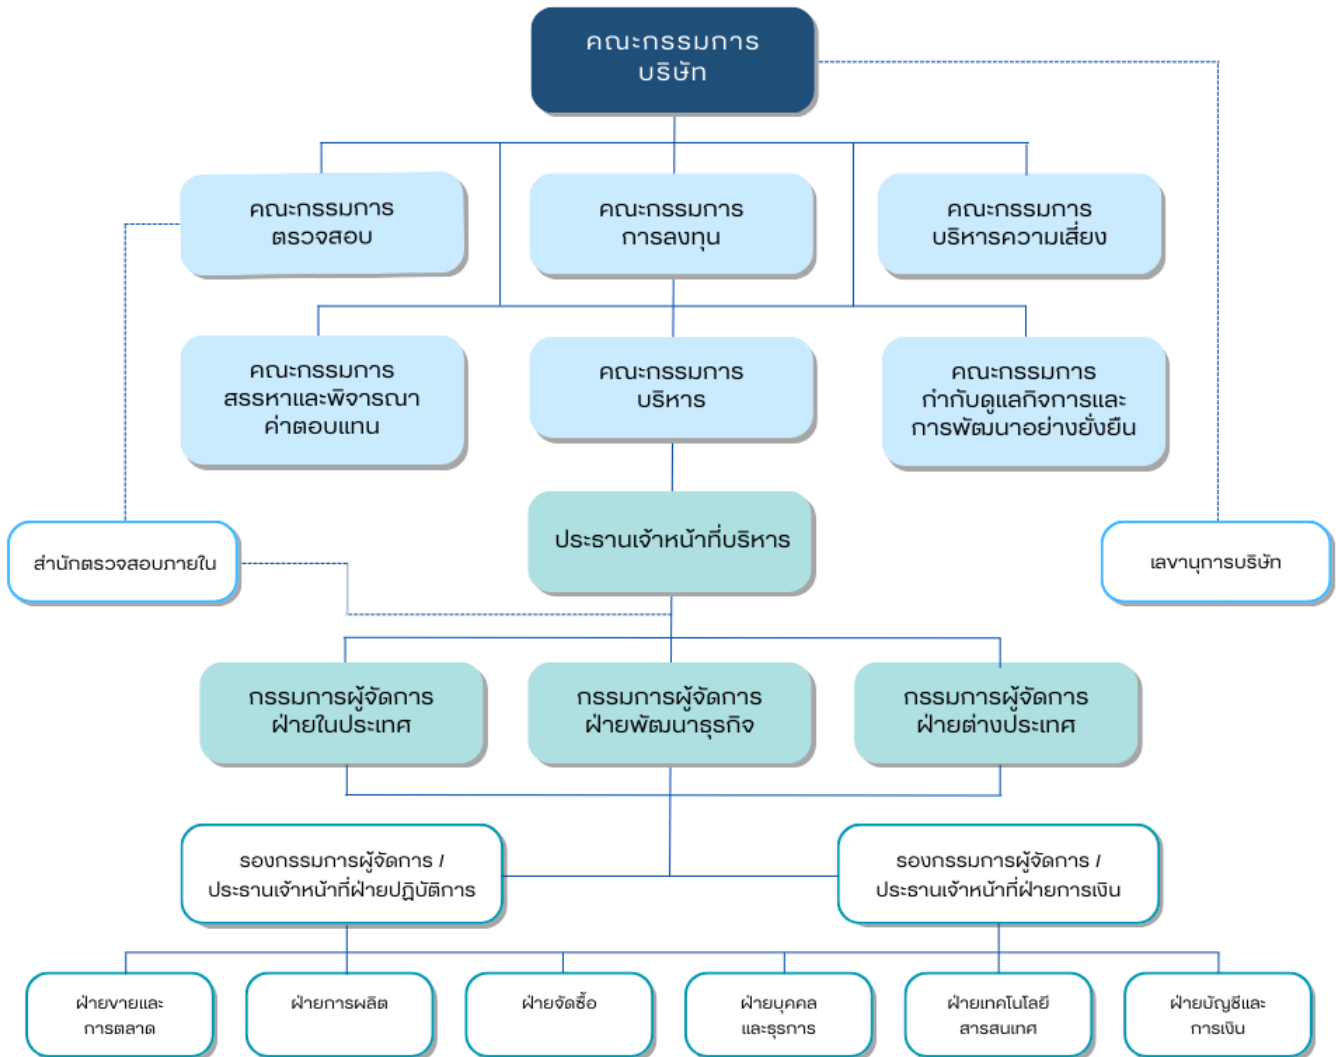 คณะกรรมการ
บริษัท
คณะกรรมการ
ตรวจสอบ
คณะกรรมการ
การลงทุน
คณะกรรมการ
บริหารความเสี่ยง
คณะกรรมการ
สรรหาและพิจารณา
ค่าตอบแทน
คณะกรรมการ
บริหาร
คณะกรรมการ
กำกับดูแลกิจการและ
การพัฒนาอย่างยั่งยืน
ประธานเจ้าหน้าที่บริหาร
สำนักตรวจสอบภายใน
เลขานุการบริษัท
กรรมการผู้จัดการ
ฝ่ายในประเทศ
กรรมการผู้จัดการ
ฝ่ายพัฒนาธุรกิจ
กรรมการผู้จัดการ
ฝ่ายต่างประเทศ
รองกรรมการผู้จัดการ /
ประธานเจ้าหน้าที่ฝ่ายปฏิบัติการ
รองกรรมการผู้จัดการ /
ประธานเจ้าหน้าที่ฝ่ายการเงิน
ฝ่ายขายและ
การตลาด
ฝ่ายการผลิต
ฝ่ายจัดซื้อ
ฝ่ายบุคคล
และธุรการ
ฝ่ายเทคโนโลยี
สารสนเทศ
ฝ่ายบัญชีและ
การเงิน